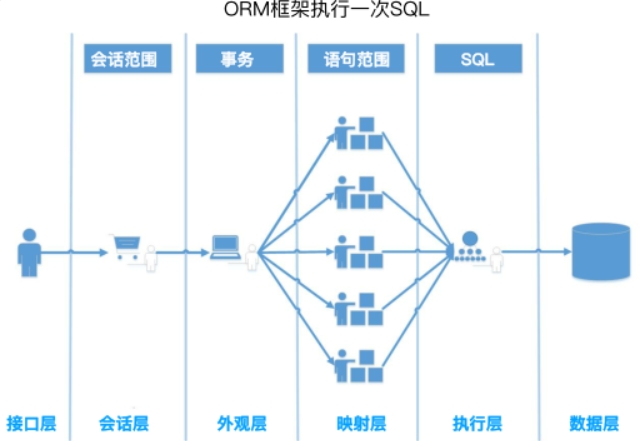 ORM框架执行一次SQL
会话范围
事务
语句范围
SQL
接口层
会话层
外观层
映射层
执行层
数据层